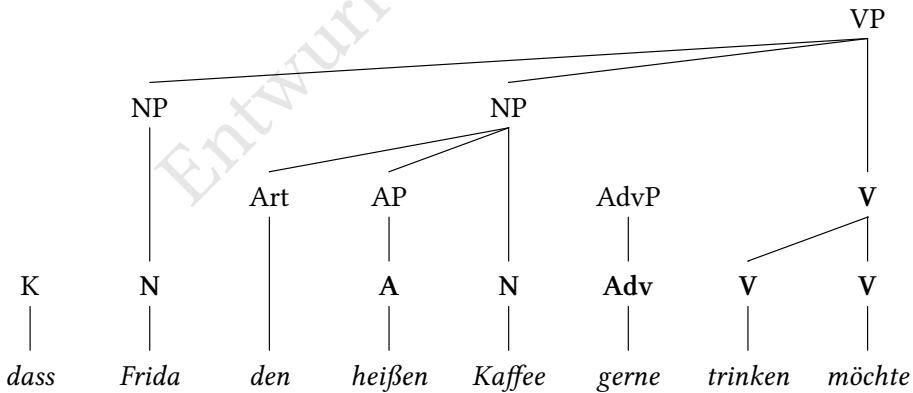 VP
NP NP
Art AP AdvP V
K N A N Adv V V
dass Frida den heißen Kaffee gerne trinken möchte
Entwurf